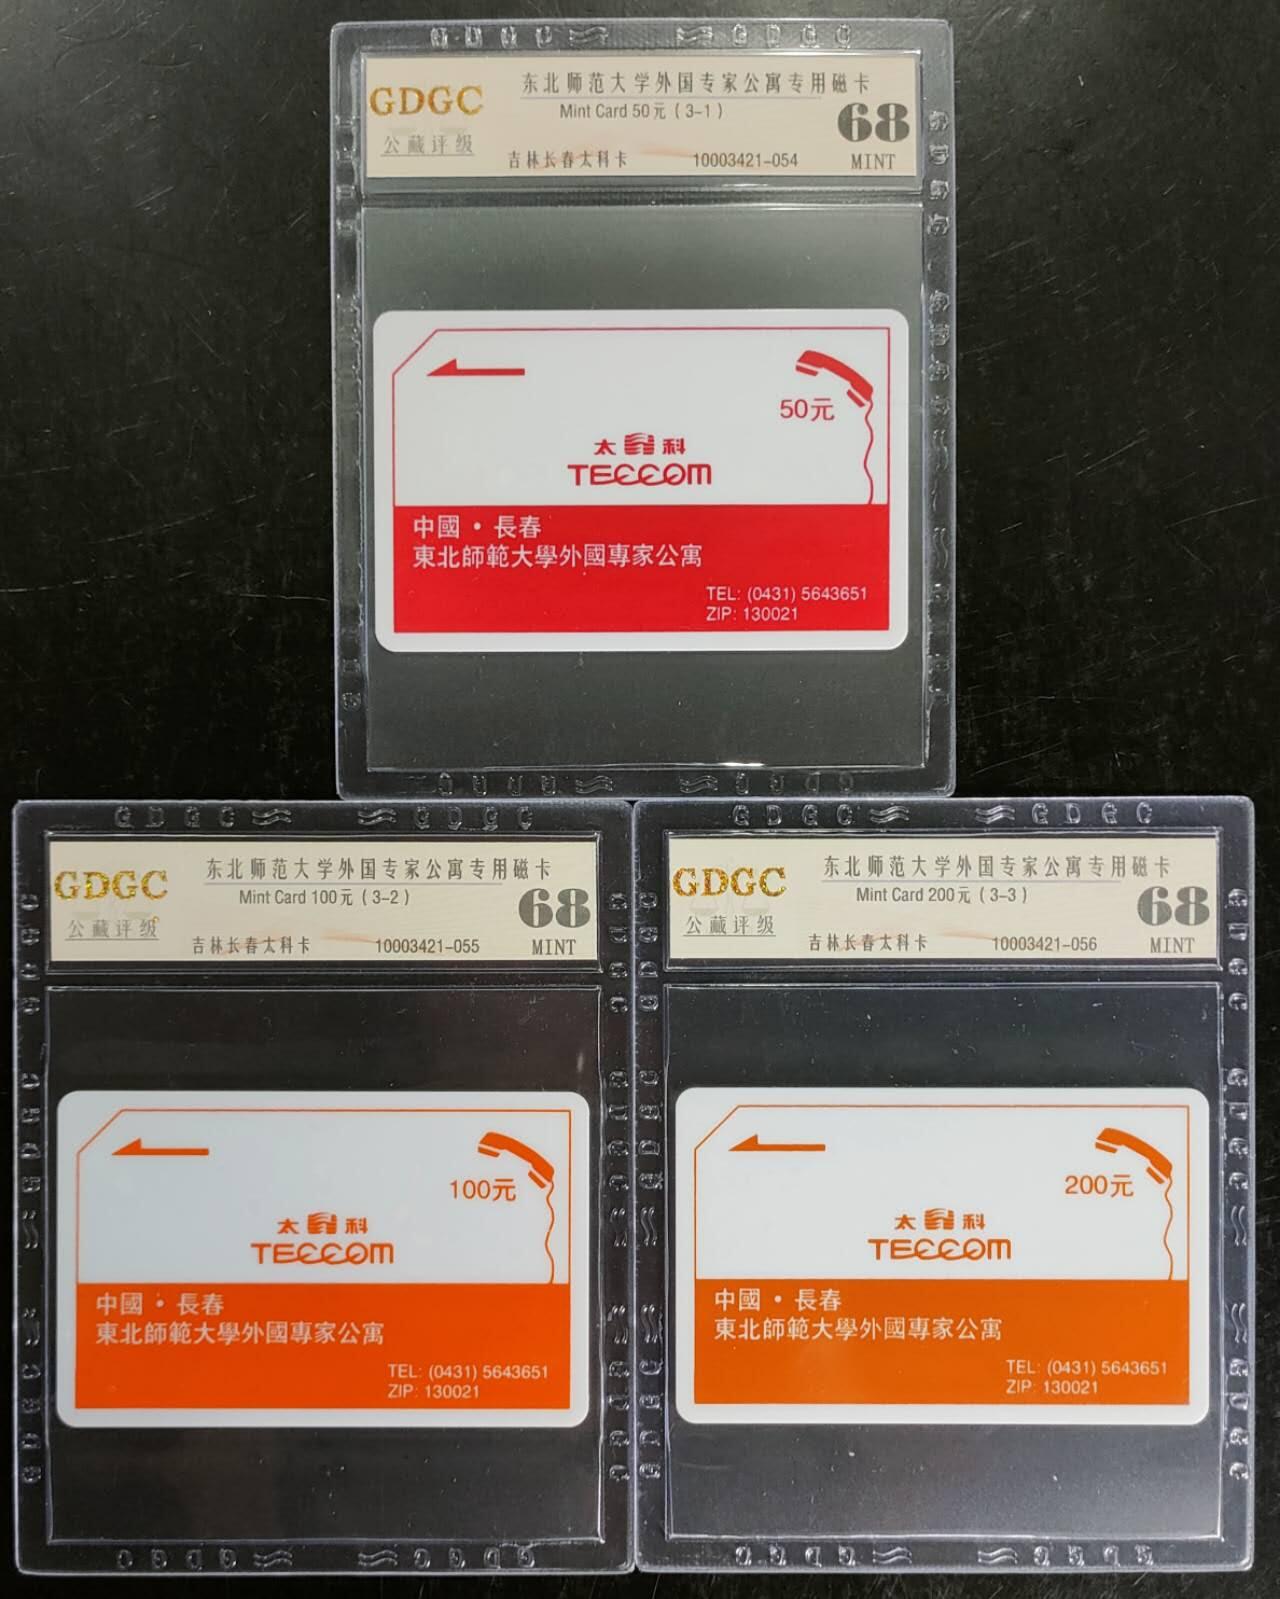 GDGC
公藏评级
东北师范大学外国专家公寓专用磁卡
Mint Card 50元 (3-1)
吉林长春太科卡 10003421-054
68
MINT
50元
太科
TECCOM
中國·長春
東北師範大學外國專家公寓
TEL: (0431) 5643651
ZIP: 130021
GDGC
公藏评级
东北师范大学外国专家公寓专用磁卡
Mint Card 100元 (3-2)
吉林长春太科卡 10003421-055
68
MINT
100元
太科
TECCOM
中國·長春
東北師範大學外國專家公寓
TEL: (0431) 5643651
ZIP: 130021
GDGC
公藏评级
东北师范大学外国专家公寓专用磁卡
Mint Card 200元 (3-3)
吉林长春太科卡 10003421-056
68
MINT
200元
太科
TECCOM
中國·長春
東北師範大學外國專家公寓
TEL: (0431) 5643651
ZIP: 130021